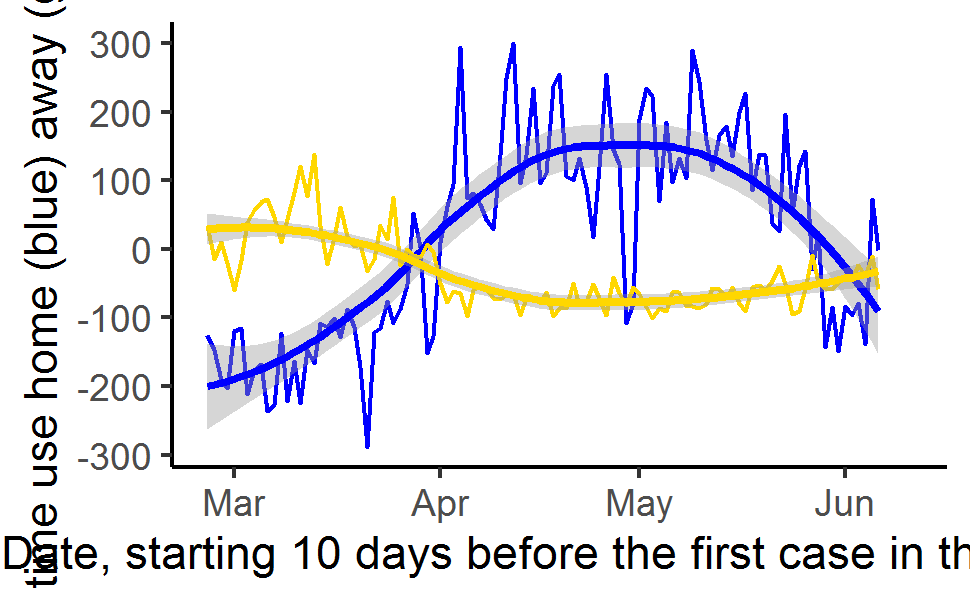 time use home (blue) away (
300
200
100
0
-100
-200
-300
Mar Apr May Jun
Date, starting 10 days before the first case in th